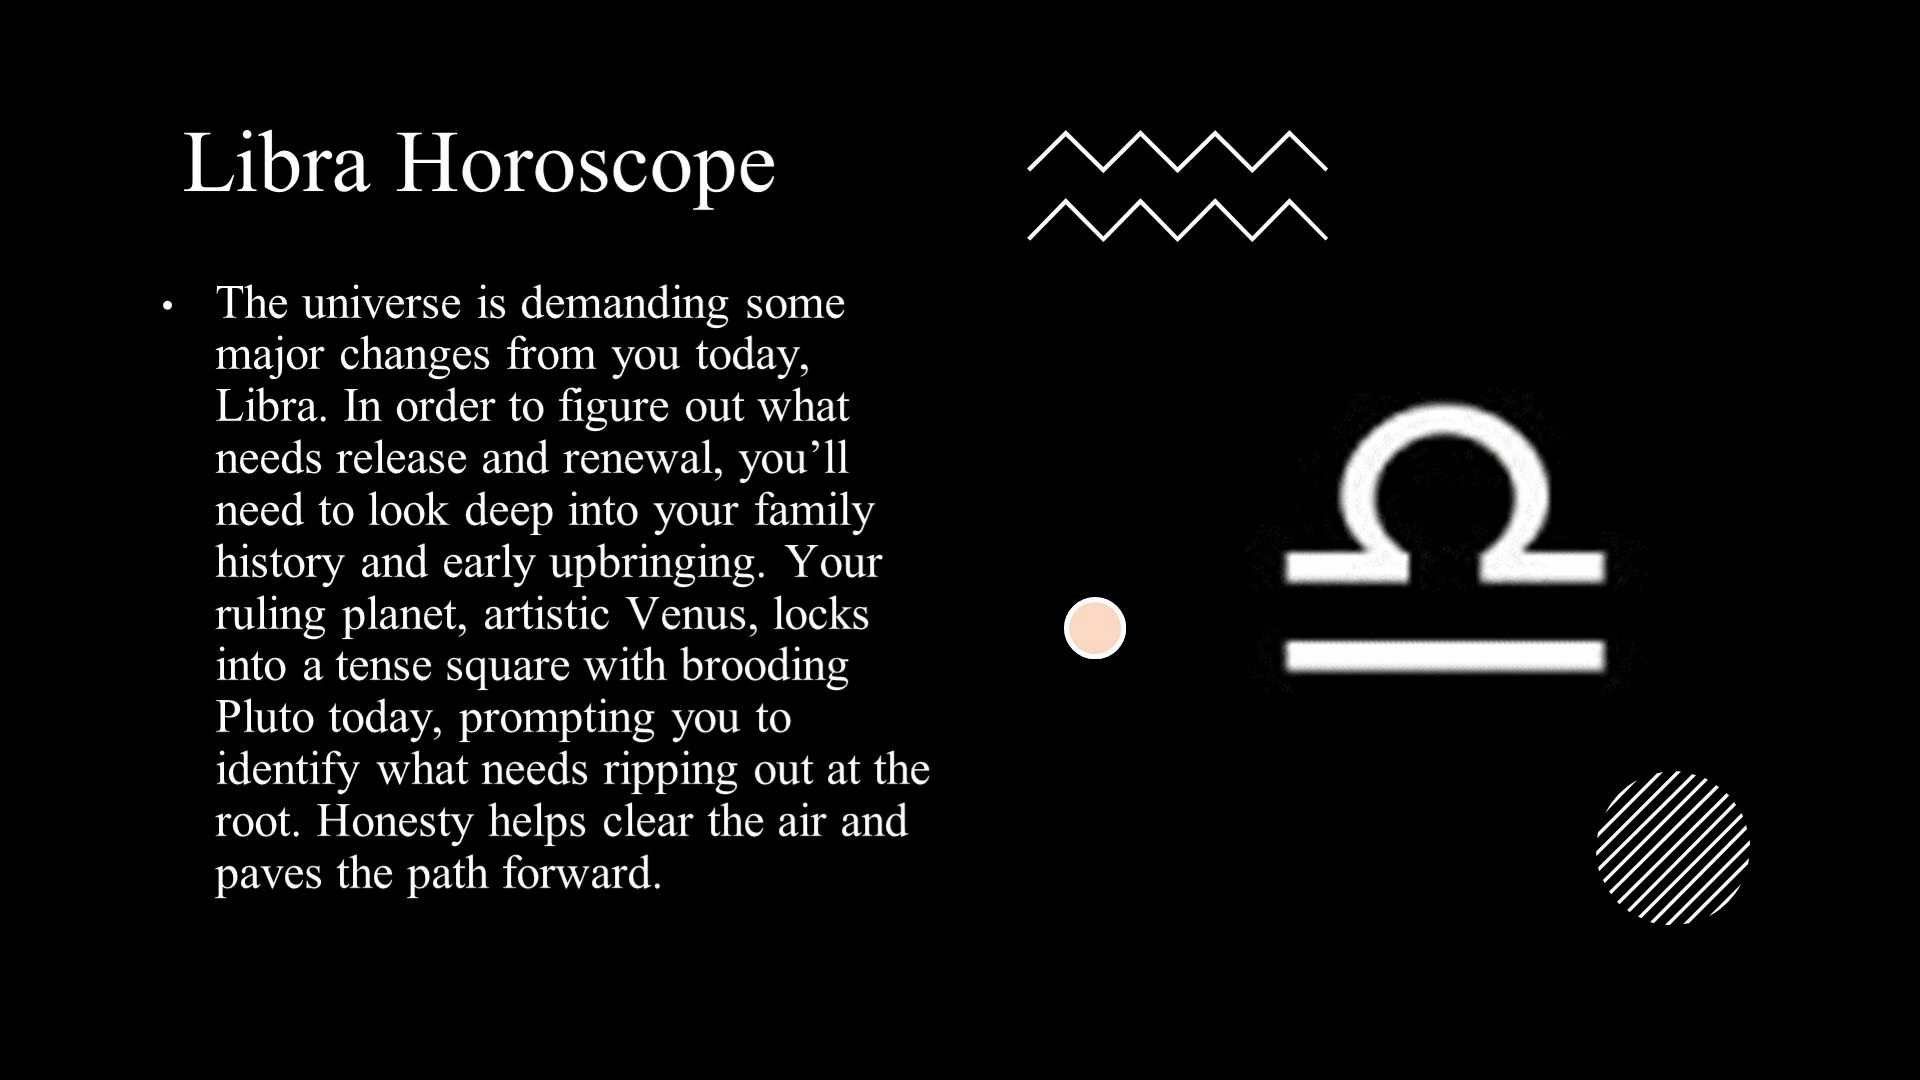 Libra Horoscope
• The universe is demanding some
major changes from you today,
Libra. In order to figure out what
needs release and renewal, you’ll
need to look deep into your family
history and early upbringing. Your
ruling planet, artistic Venus, locks
into a tense square with brooding
Pluto today, prompting you to
identify what needs ripping out at the
root. Honesty helps clear the air and
paves the path forward.